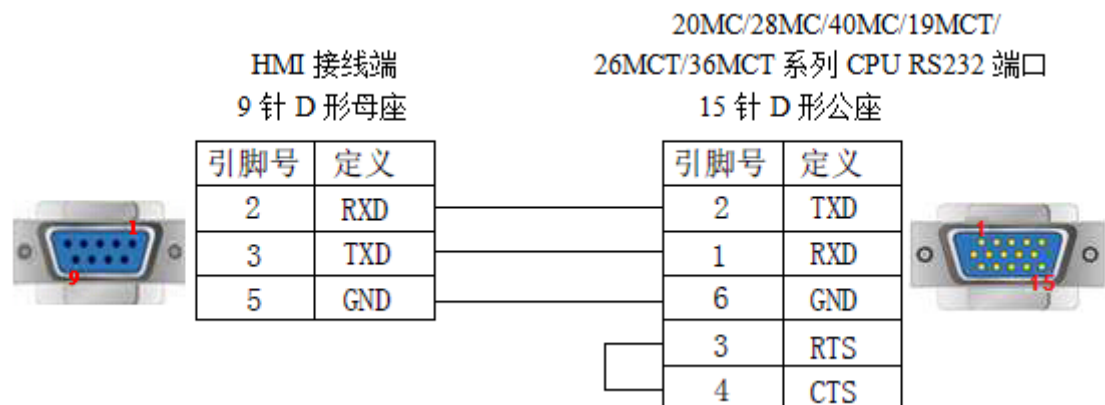 20MC/28MC/40MC/19MCT/
HMI 接线端
26MCT/36MCT 系列 CPU RS232 端口
9 针 D 形母座
15 针 D 形公座
引脚号 定义
引脚号 定义
2 RXD
2 TXD
3 TXD
1 RXD
5 GND
6 GND
3 RTS
4 CTS
1
9
1
15